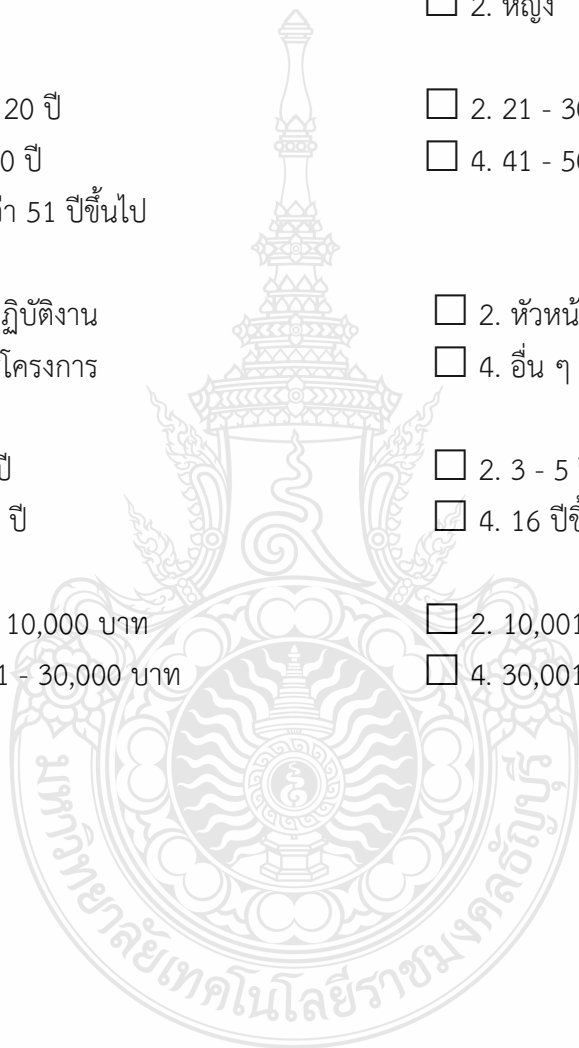 ☐ 2. หญิง
20 ปี ☐ 2. 21 - 30
0 ปี ☐ 4. 41 - 50
51 ปีขึ้นไป
ฏิบัติงาน ☐ 2. หัวหน้
โครงการ ☐ 4. อื่น ๆ
ปี ☐ 2. 3 - 5
ปี ☐ 4. 16 ปีขึ้
10,000 บาท ☐ 2. 10,001
1 - 30,000 บาท ☐ 4. 30,001
มหาวิทยาลัยเทคโนโลยีราชมงคลธัญบุรี